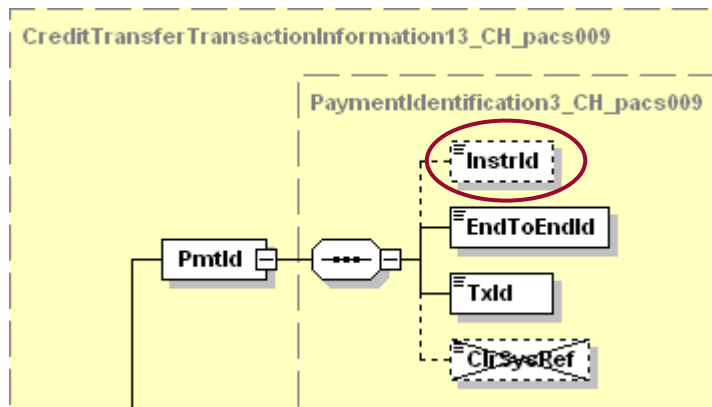 CreditTransferTransactionInformation13_CH_pacs009
PaymentIdentification3_CH_pacs009
InstrId
EndToEndId
PmtId
TxId
ClrSysRef